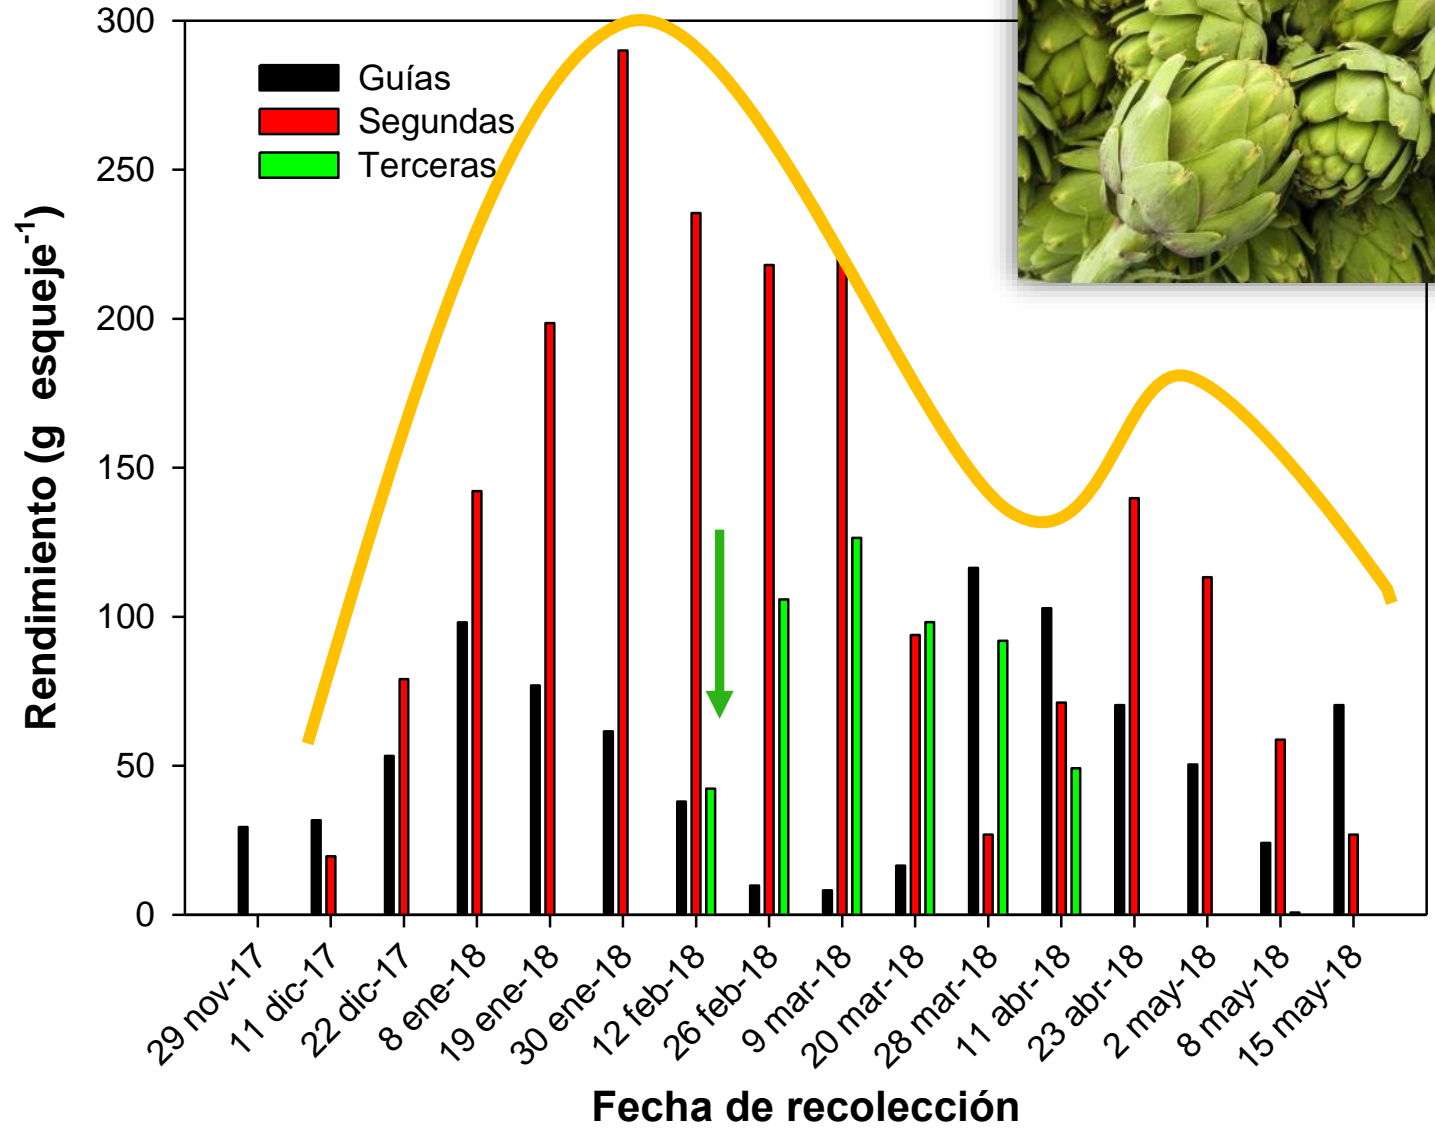 300
250
200
150
100
50
0
Rendimiento (g esqueje⁻¹)
Guías
Segundas
Terceras
29 nov-17
11 dic-17
22 dic-17
8 ene-18
19 ene-18
30 ene-18
12 feb-18
26 feb-18
9 mar-18
20 mar-18
28 mar-18
11 abr-18
23 abr-18
2 may-18
8 may-18
15 may-18
Fecha de recolección